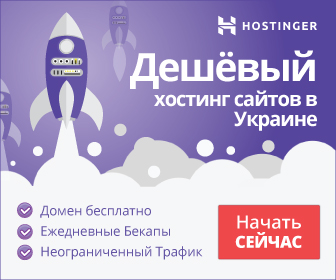 HOSTINGER
Дешёвый
хостинг сайтов в
Украине
Домен бесплатно
Ежедневные Бекапы
Неограниченный Трафик
Начать
СЕЙЧАС